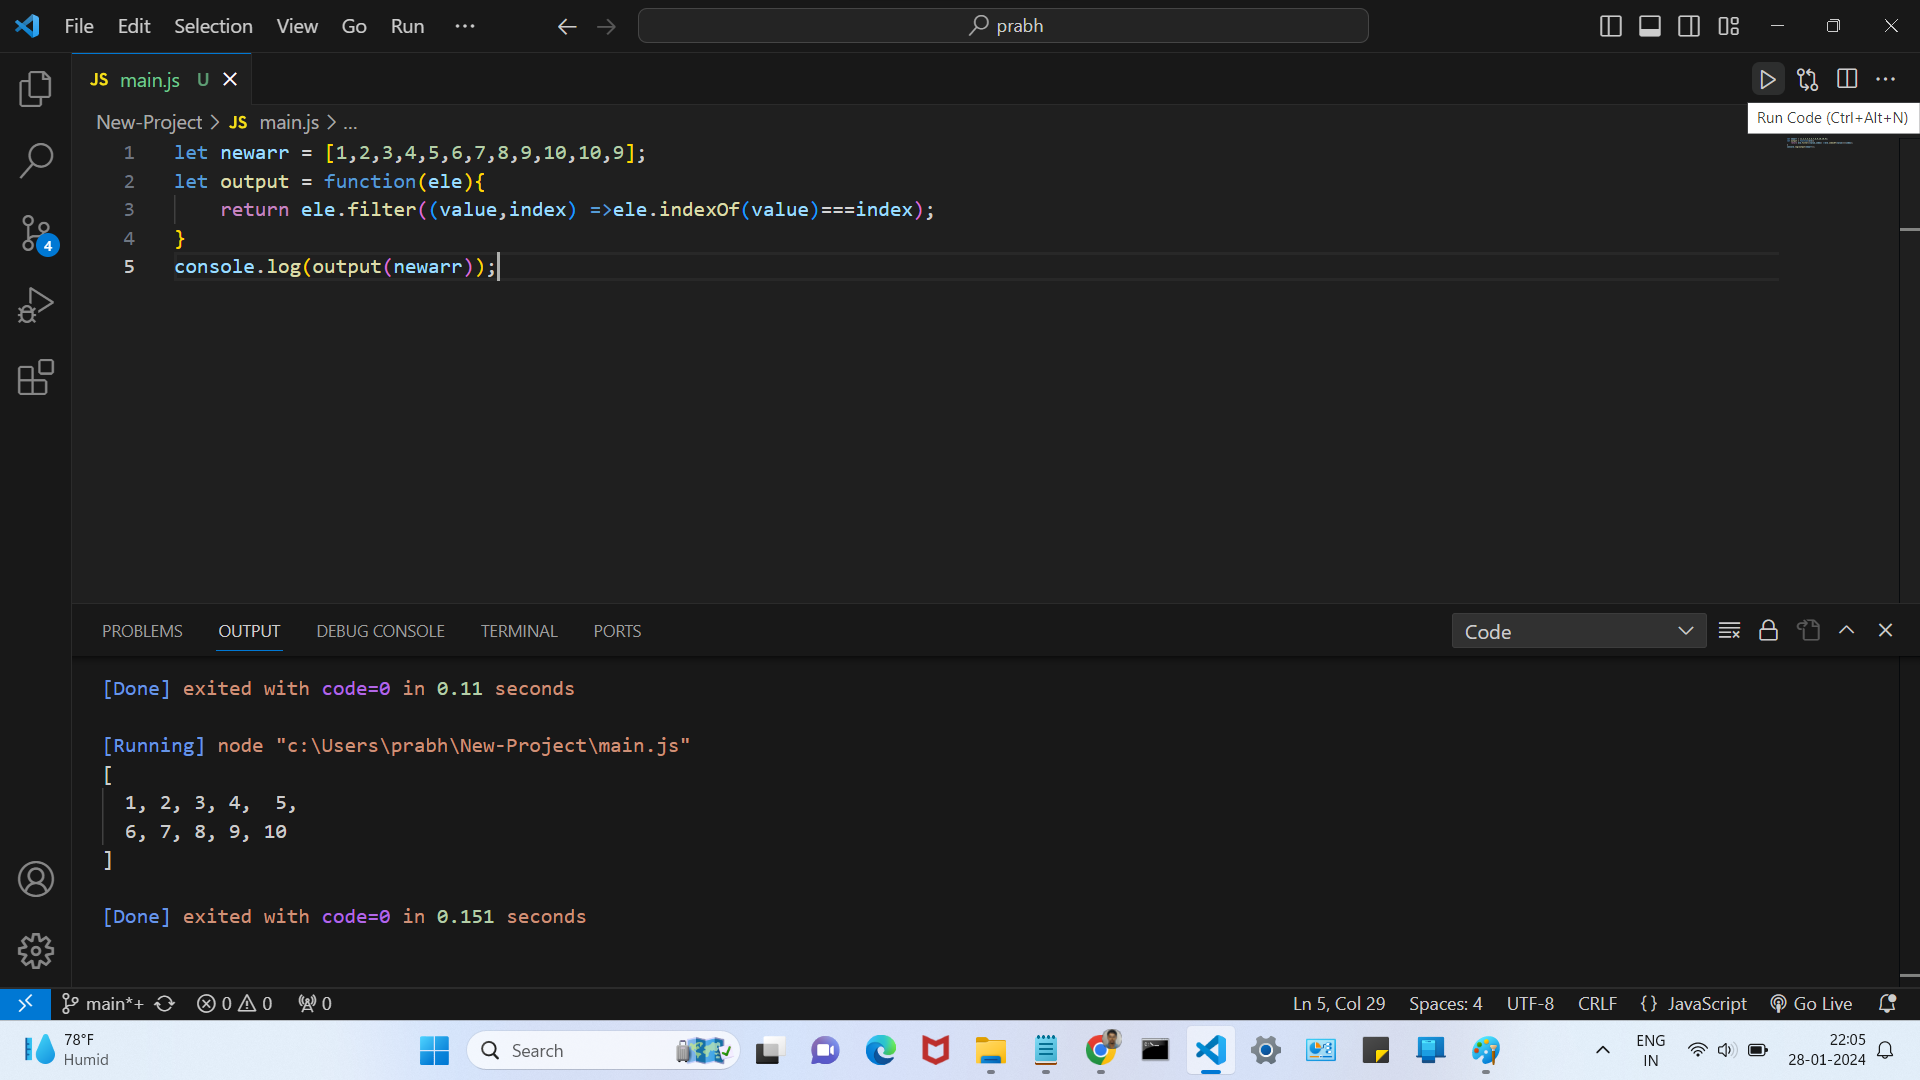 File Edit Selection View Go Run ···
prabh
JS main.js U
Run Code (Ctrl+Alt+N)
New-Project > JS main.js > ...
1 let newarr = [1,2,3,4,5,6,7,8,9,10,10,9];
2 let output = function(ele){
3 return ele.filter((value,index) =>ele.indexOf(value)===index);
4 }
5 console.log(output(newarr));
4
PROBLEMS OUTPUT DEBUG CONSOLE TERMINAL PORTS
Code
[Done] exited with code=0 in 0.11 seconds
[Running] node "c:\Users\prabh\New-Project\main.js"
[
1, 2, 3, 4, 5,
6, 7, 8, 9, 10
]
[Done] exited with code=0 in 0.151 seconds
main*+ 0 0 0
Ln 5, Col 29 Spaces: 4 UTF-8 CRLF {} JavaScript Go Live
78°F
Humid
Search
ENG
IN
22:05
28-01-2024